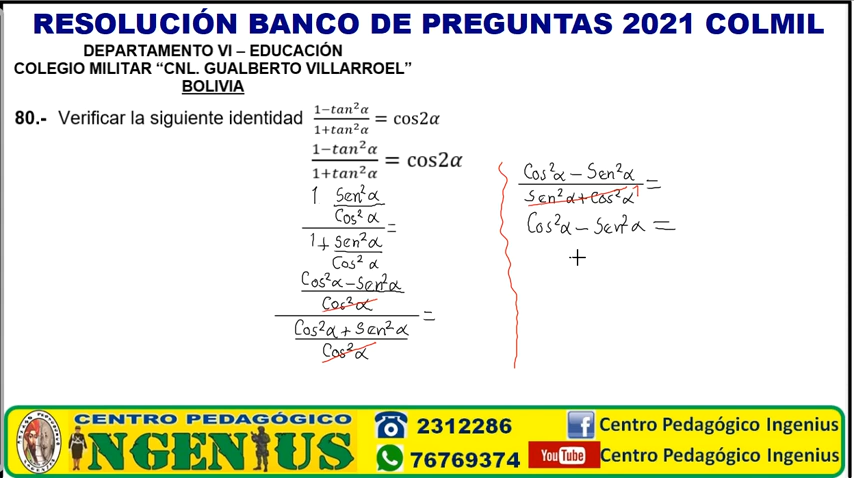 RESOLUCIÓN BANCO DE PREGUNTAS 2021 COLMIL
DEPARTAMENTO VI – EDUCACIÓN
COLEGIO MILITAR “CNL. GUALBERTO VILLARROEL”
BOLIVIA
80.- Verificar la siguiente identidad (1−tan²α)/(1+tan²α) = cos2α
(1−tan²α)/(1+tan²α) = cos2α
1 Sen²α
Cos²α
=
1 + Sen²α
Cos²α
Cos²α − Sen²α
Cos²α
=
Cos²α + Sen²α
Cos²α
Cos²α − Sen²α
=
Sen²α + Cos²α 1
Cos²α − Sen²α =
CENTRO PEDAGÓGICO
INGENIUS
2312286
76769374
Centro Pedagógico Ingenius
YouTube Centro Pedagógico Ingenius